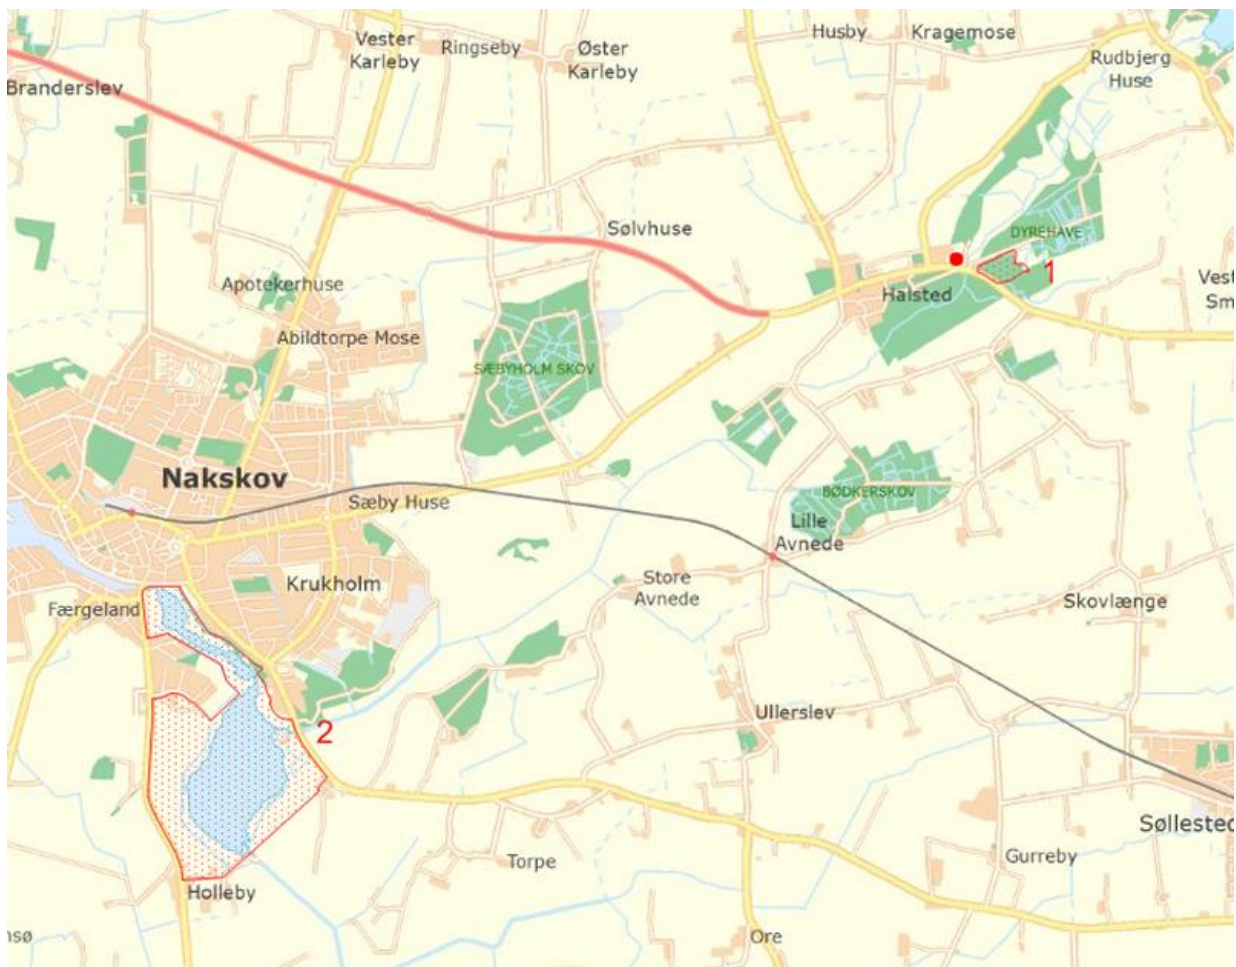 Husby
Kragemose
Vester
Karleby
Ringseby
Øster
Karleby
Rudbjerg
Huse
Branderslev
Sølvhuse
DYREHAVE
1
Vest
Sm
Halsted
Apotekerhuse
Abildtorpe Mose
SÆBYHOLM SKOV
Nakskov
Sæby Huse
BØDKERSKOV
Lille
Avnede
Krukholm
Store
Avnede
Færgeland
Skovlænge
Ullerslev
2
Søllested
Torpe
Gurreby
Holleby
Ore
nsø